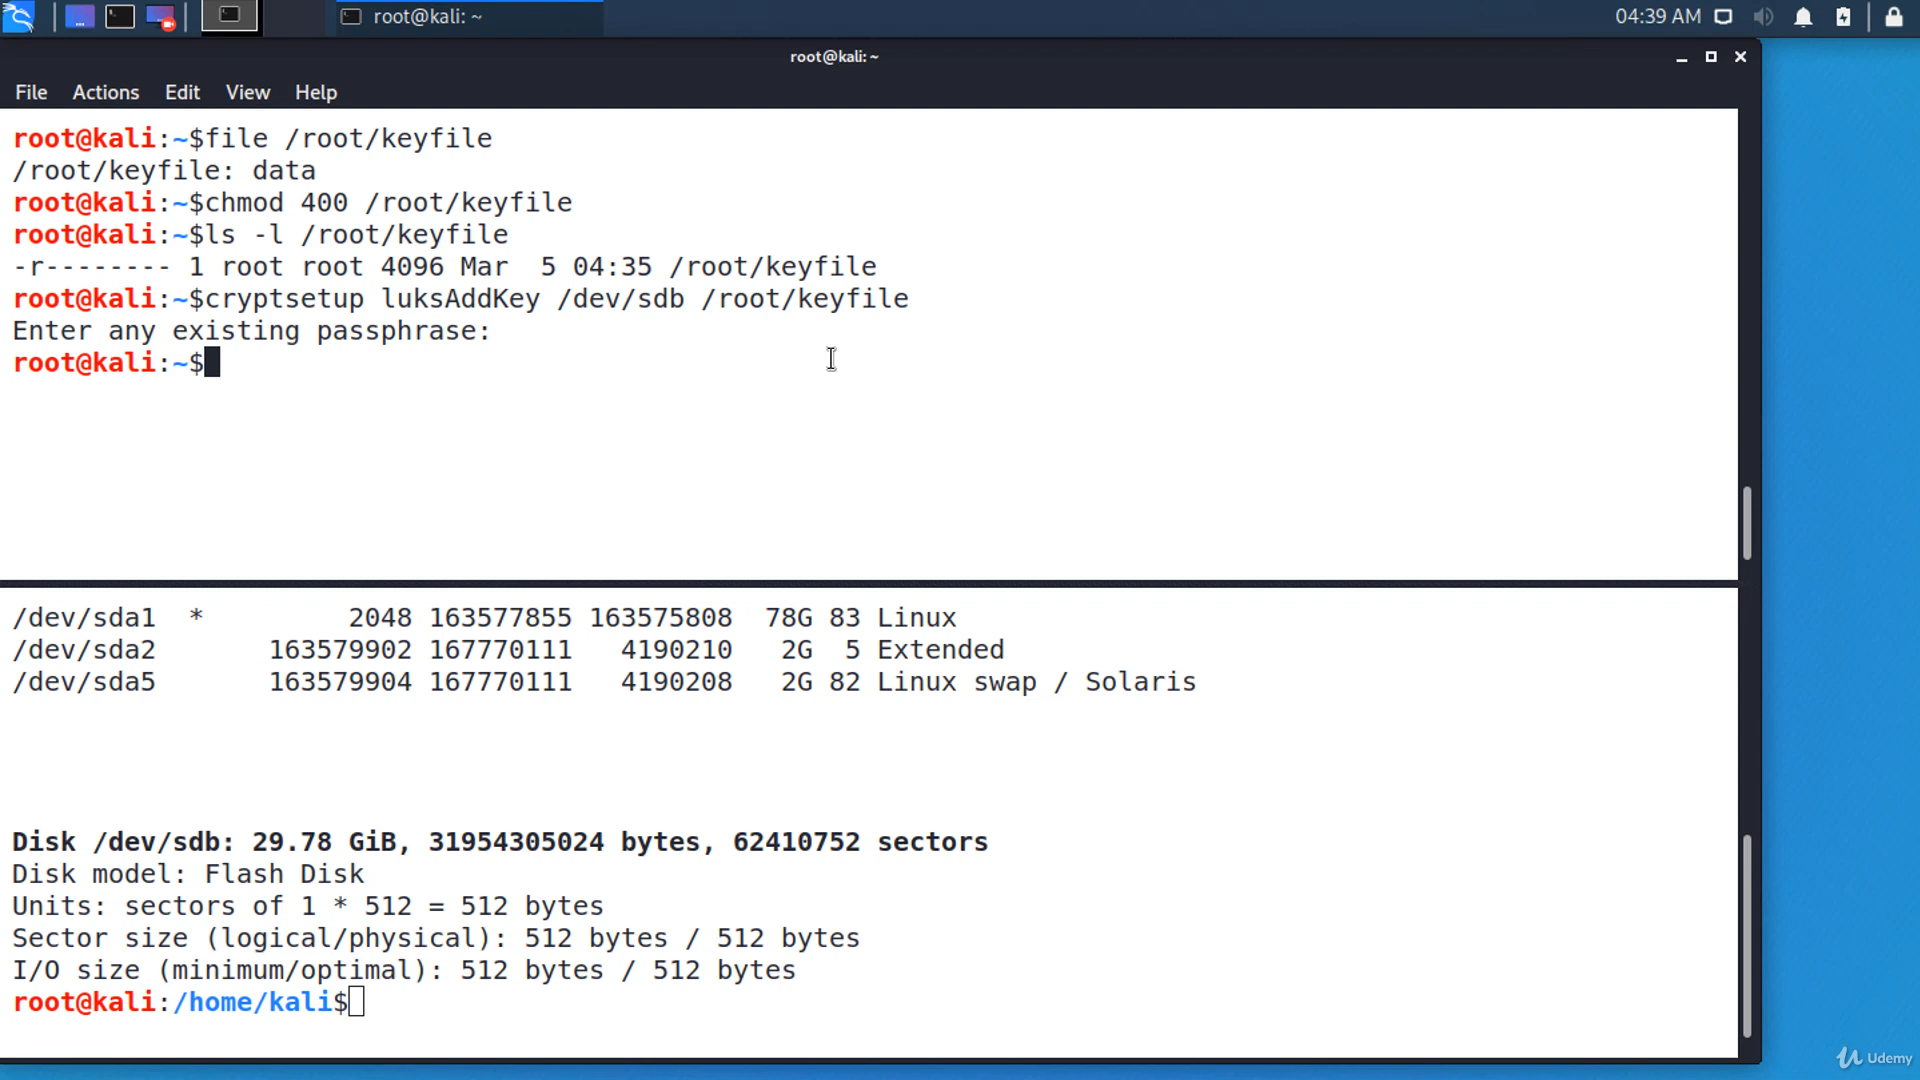 root@kali: ~
04:39 AM
root@kali: ~
File Actions Edit View Help
root@kali:~$file /root/keyfile
/root/keyfile: data
root@kali:~$chmod 400 /root/keyfile
root@kali:~$ls -l /root/keyfile
-r-------- 1 root root 4096 Mar  5 04:35 /root/keyfile
root@kali:~$cryptsetup luksAddKey /dev/sdb /root/keyfile
Enter any existing passphrase:
root@kali:~$
/dev/sda1  *         2048 163577855 163575808  78G 83 Linux
/dev/sda2       163579902 167770111   4190210   2G  5 Extended
/dev/sda5       163579904 167770111   4190208   2G 82 Linux swap / Solaris
Disk /dev/sdb: 29.78 GiB, 31954305024 bytes, 62410752 sectors
Disk model: Flash Disk
Units: sectors of 1 * 512 = 512 bytes
Sector size (logical/physical): 512 bytes / 512 bytes
I/O size (minimum/optimal): 512 bytes / 512 bytes
root@kali:/home/kali$
Udemy